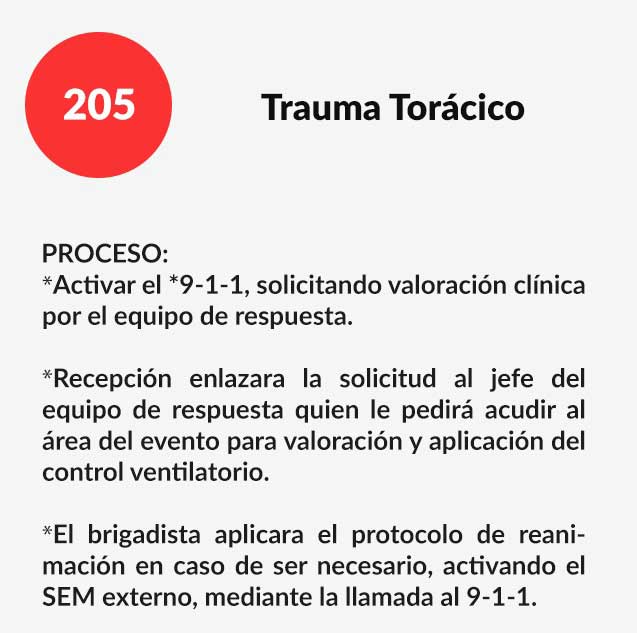 205
Trauma Torácico
PROCESO:
*Activar el *9-1-1, solicitando valoración clínica
por el equipo de respuesta.
*Recepción enlazara la solicitud al jefe del
equipo de respuesta quien le pedirá acudir al
área del evento para valoración y aplicación del
control ventilatorio.
*El brigadista aplicara el protocolo de reani-
mación en caso de ser necesario, activando el
SEM externo, mediante la llamada al 9-1-1.